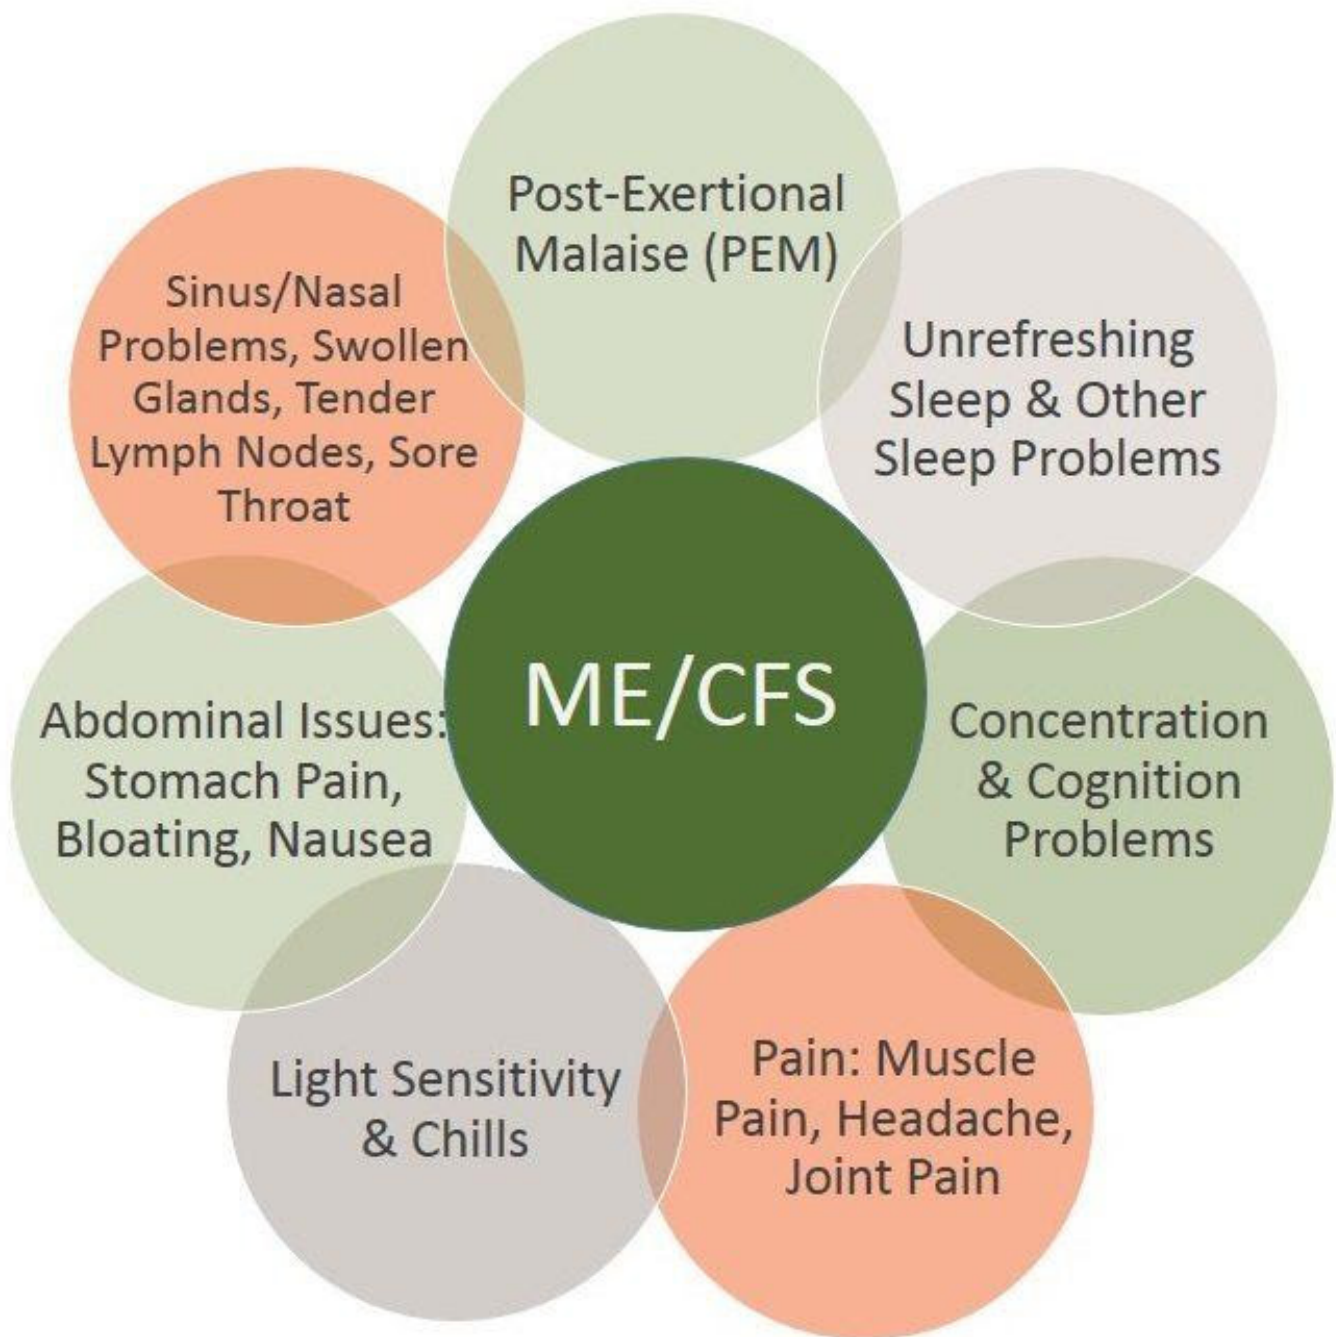 Post-Exertional
Malaise (PEM)
Unrefreshing
Sleep & Other
Sleep Problems
Concentration
& Cognition
Problems
Pain: Muscle
Pain, Headache,
Joint Pain
Light Sensitivity
& Chills
Abdominal Issues:
Stomach Pain,
Bloating, Nausea
Sinus/Nasal
Problems, Swollen
Glands, Tender
Lymph Nodes, Sore
Throat
ME/CFS